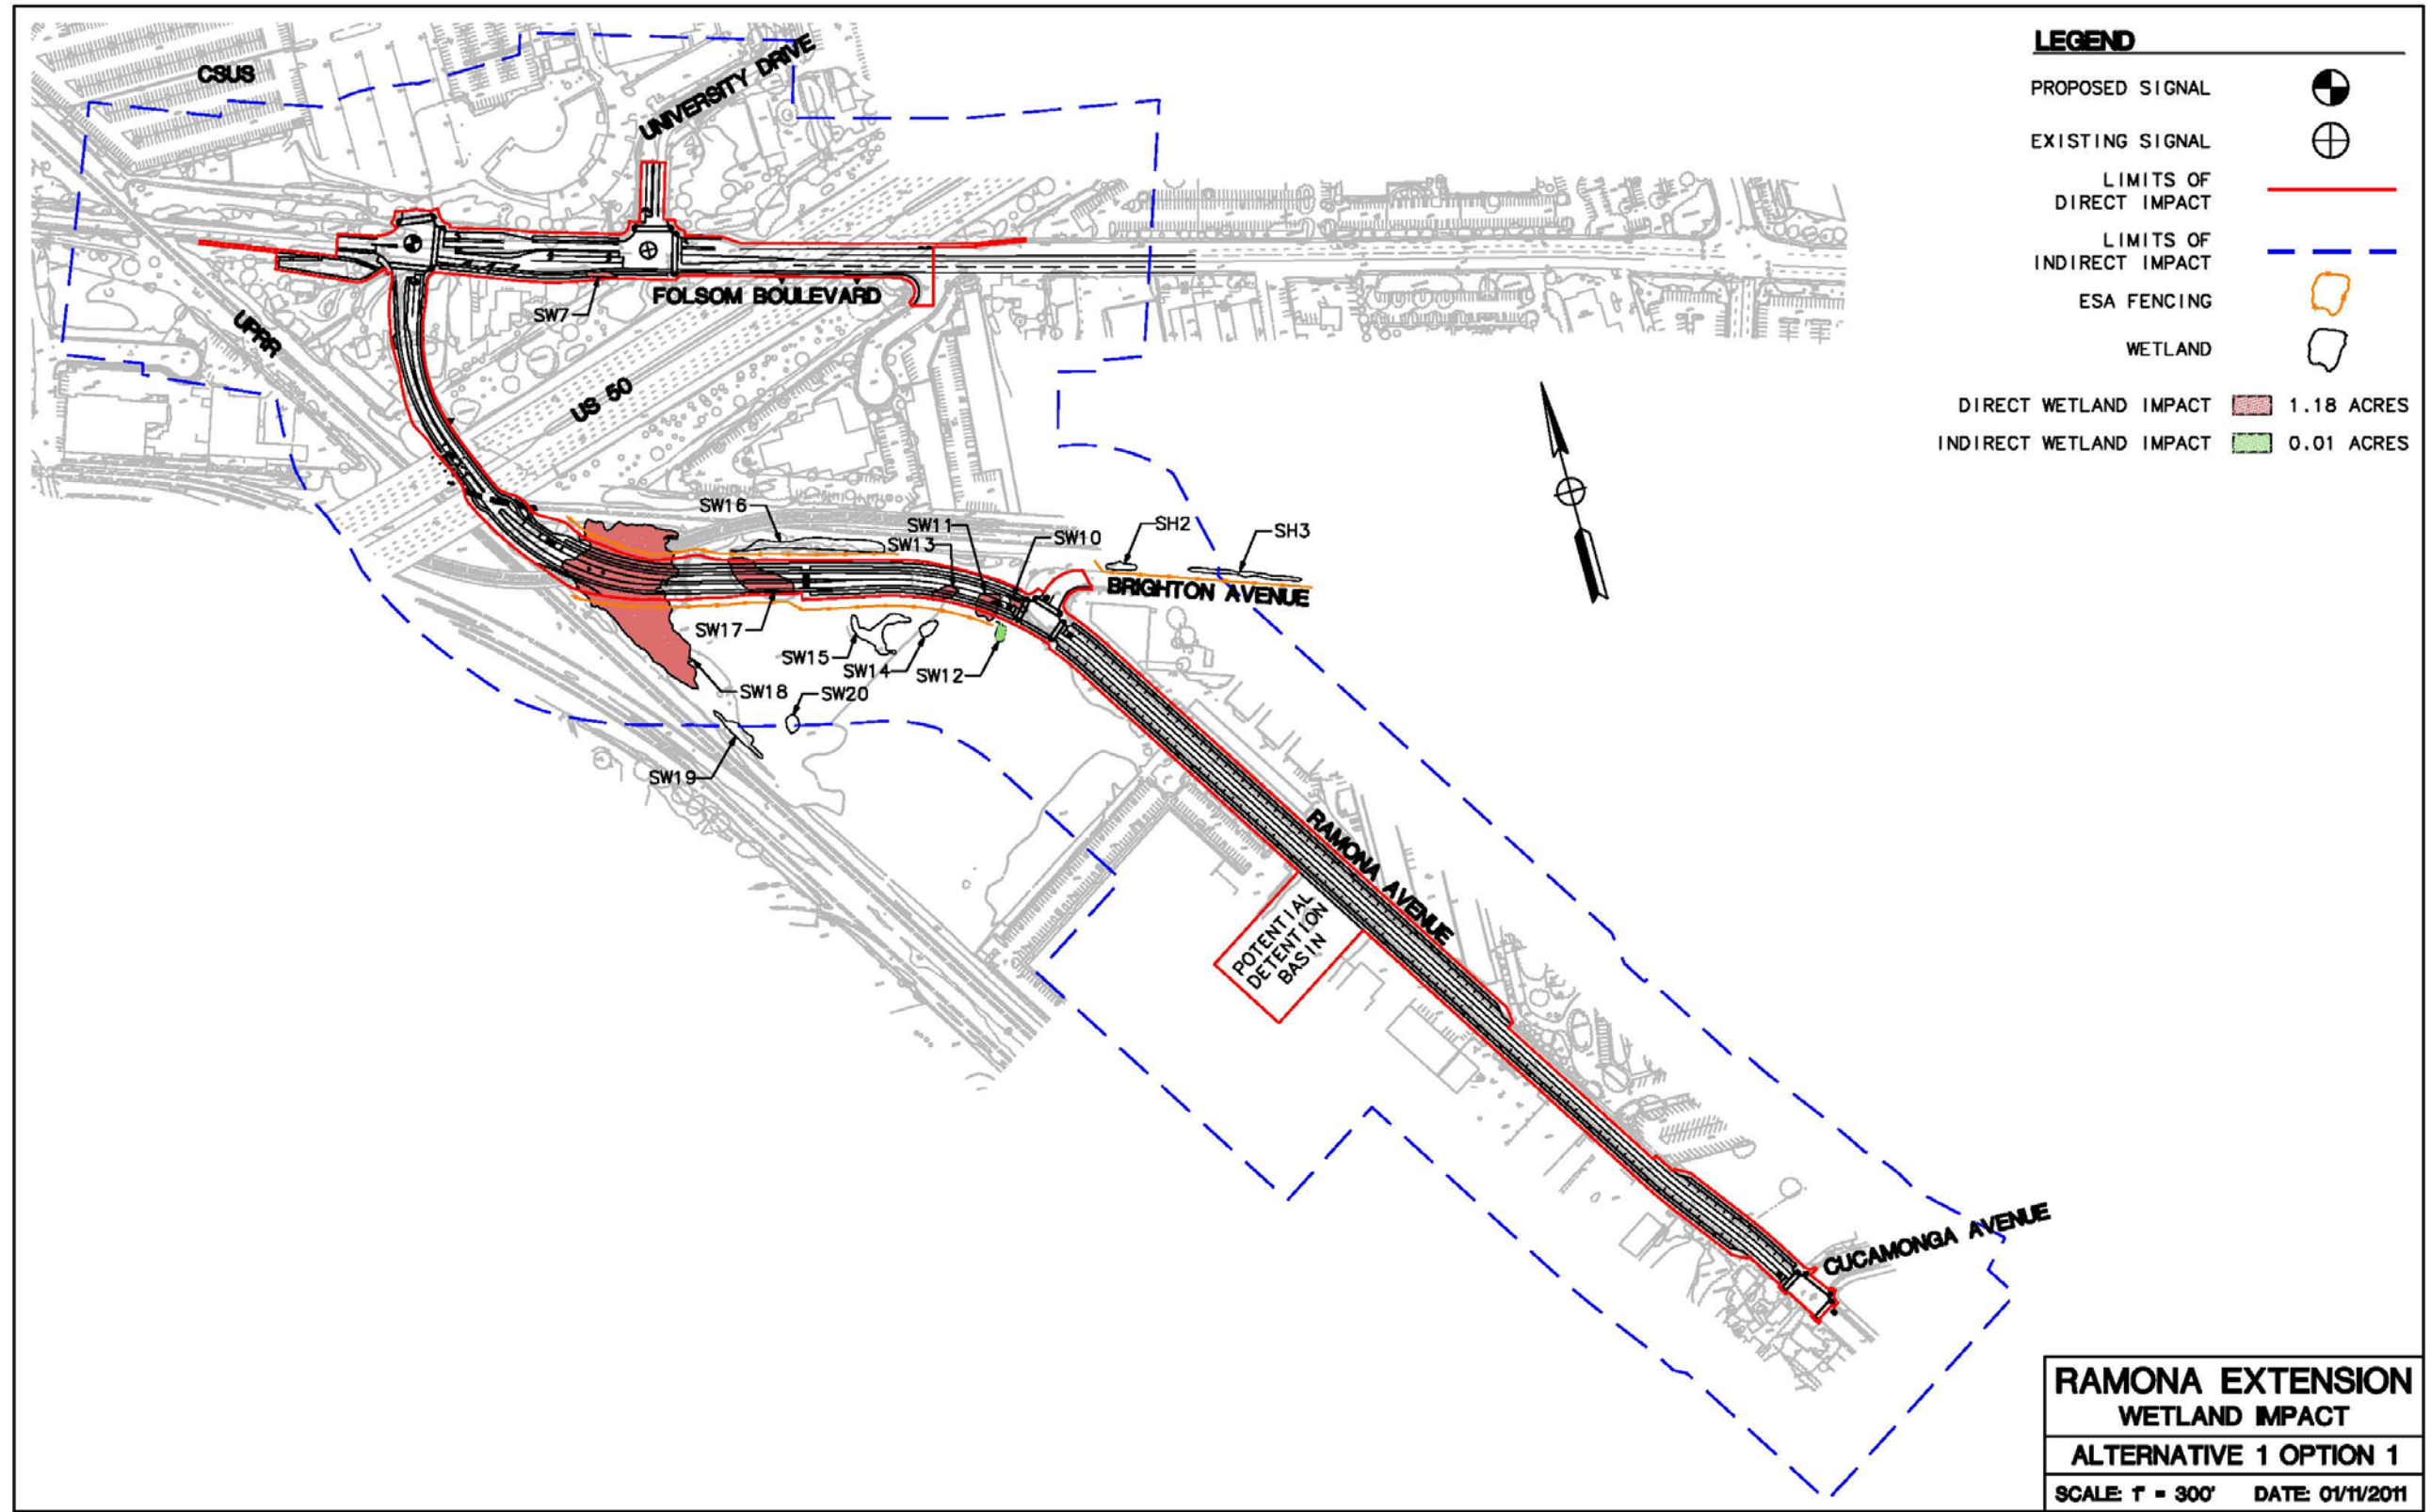 LEGEND
PROPOSED SIGNAL
EXISTING SIGNAL
LIMITS OF
DIRECT IMPACT
LIMITS OF
INDIRECT IMPACT
ESA FENCING
WETLAND
DIRECT WETLAND IMPACT 1.18 ACRES
INDIRECT WETLAND IMPACT 0.01 ACRES
CSUS
UNIVERSITY DRIVE
FOLSOM BOULEVARD
SW7
UPRR
US 50
SW16
SW11
SW13
SW10
SH2
SH3
BRIGHTON AVENUE
SW17
SW15
SW14
SW12
SW18
SW20
SW19
RAMONA AVENUE
POTENTIAL
DETENTION
BASIN
CUCAMONGA AVENUE
RAMONA EXTENSION
WETLAND IMPACT
ALTERNATIVE 1 OPTION 1
SCALE: 1" = 300' DATE: 01/11/2011